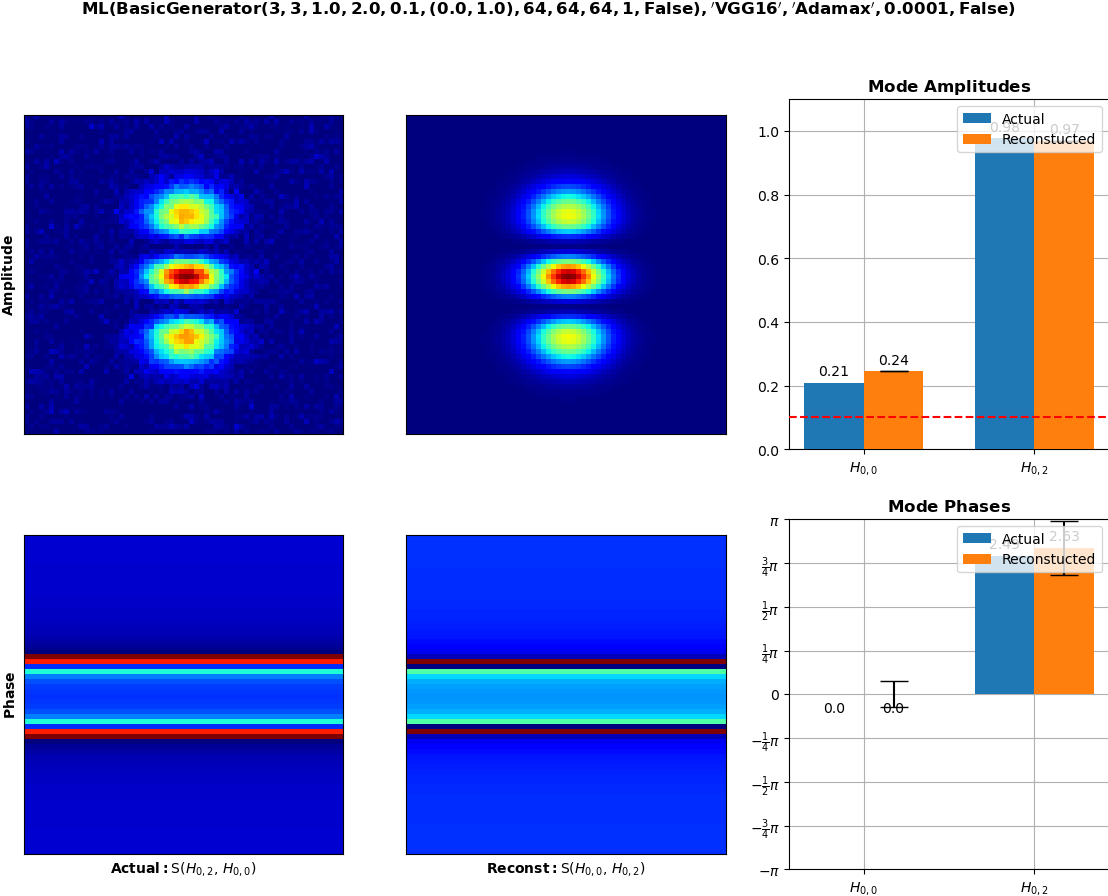 ML(BasicGenerator(3, 3, 1.0, 2.0, 0.1, (0.0, 1.0), 64, 64, 64, 1, False), ′VGG16′, ′Adamax′, 0.0001, False)
Mode Amplitudes
Amplitude
1.0
0.8
0.6
0.4
0.2
0.0
Actual
Reconstucted
0.98
0.97
0.21
0.24
H0,0
H0,2
Mode Phases
Phase
π
3/4π
1/2π
1/4π
0
−1/4π
−1/2π
−3/4π
−π
Actual
Reconstucted
2.63
0.0
0.0
H0,0
H0,2
Actual: S(H0,2, H0,0)
Reconst: S(H0,0, H0,2)